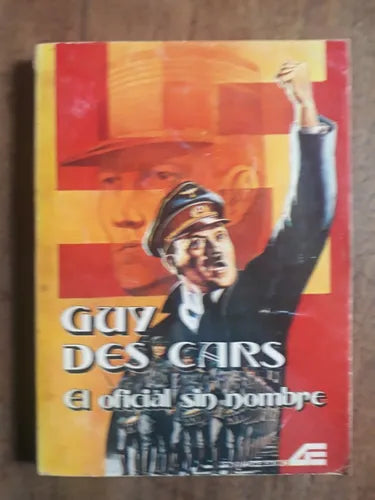 GUY
DES CARS
El oficial sin nombre